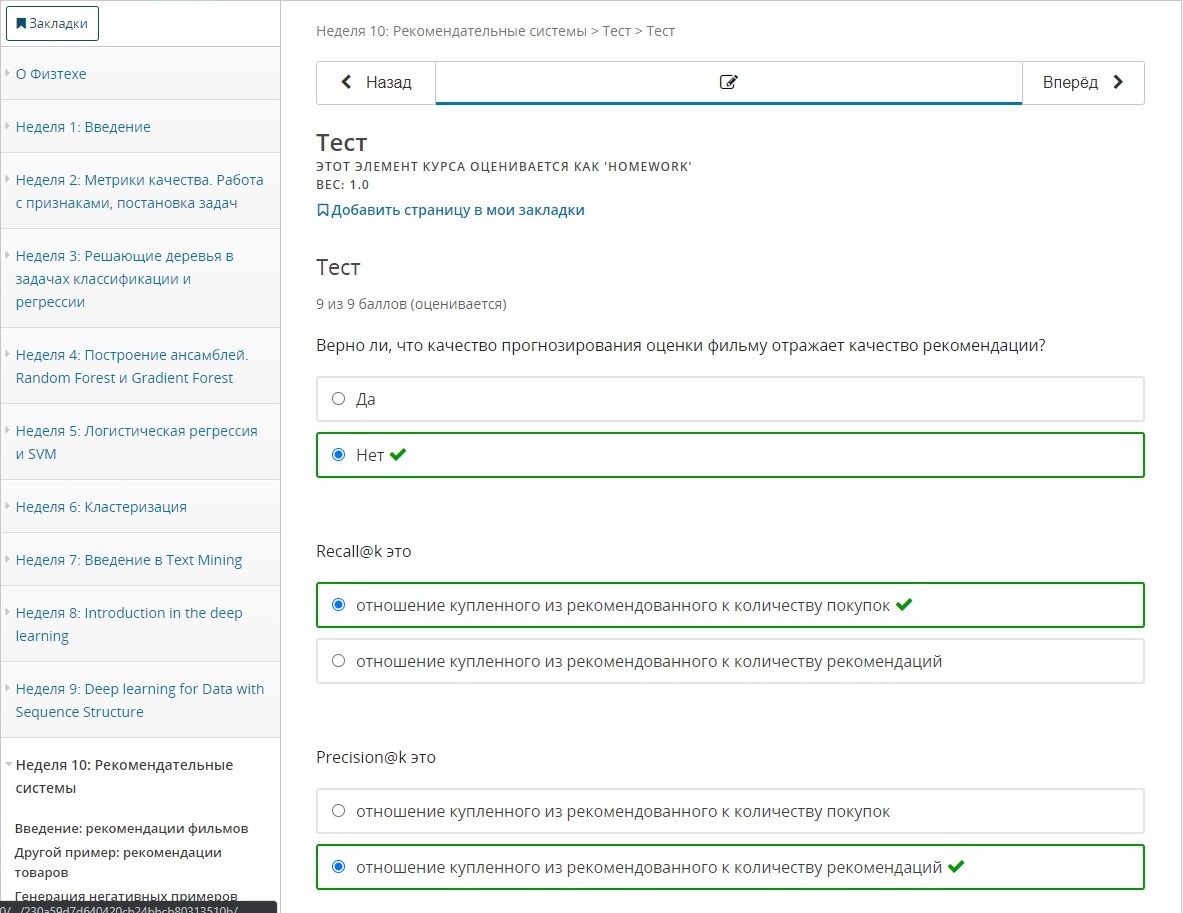 Закладки
О Физтехе
Неделя 1: Введение
Неделя 2: Метрики качества. Работа
с признаками, постановка задач
Неделя 3: Решающие деревья в
задачах классификации и
регрессии
Неделя 4: Построение ансамблей.
Random Forest и Gradient Forest
Неделя 5: Логистическая регрессия
и SVM
Неделя 6: Кластеризация
Неделя 7: Введение в Text Mining
Неделя 8: Introduction in the deep
learning
Неделя 9: Deep learning for Data with
Sequence Structure
Неделя 10: Рекомендательные
системы
Введение: рекомендации фильмов
Другой пример: рекомендации
товаров
Генерация негативных примеров
Неделя 10: Рекомендательные системы > Тест > Тест
Назад
Вперёд
Тест
ЭТОТ ЭЛЕМЕНТ КУРСА ОЦЕНИВАЕТСЯ КАК 'HOMEWORK'
ВЕС: 1.0
Добавить страницу в мои закладки
Тест
9 из 9 баллов (оценивается)
Верно ли, что качество прогнозирования оценки фильму отражает качество рекомендации?
Да
Нет
Recall@k это
отношение купленного из рекомендованного к количеству покупок
отношение купленного из рекомендованного к количеству рекомендаций
Precision@k это
отношение купленного из рекомендованного к количеству покупок
отношение купленного из рекомендованного к количеству рекомендаций